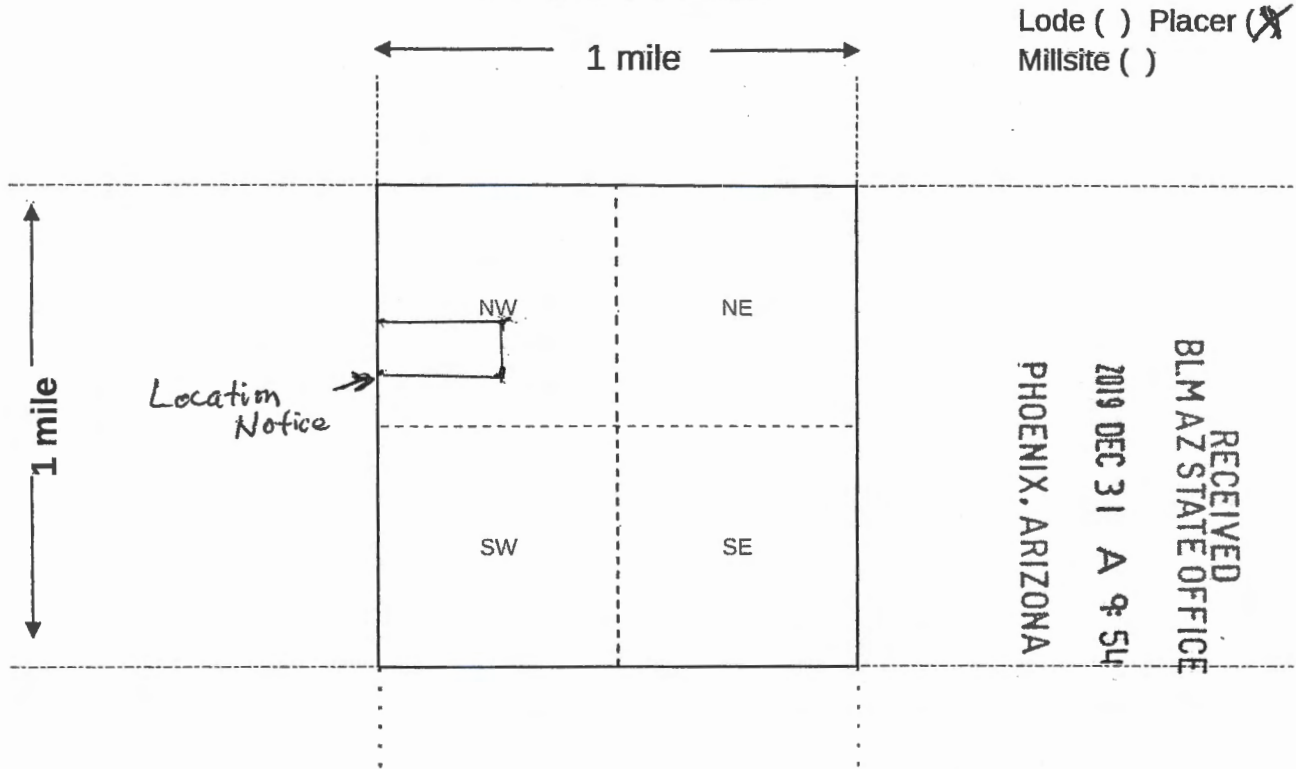 Lode ( ) Placer (X)
Millsite ( )
1 mile
1 mile
NW
NE
Location
Notice
SW
SE
RECEIVED
BLM AZ STATE OFFICE
2019 DEC 31 A 9:54
PHOENIX, ARIZONA